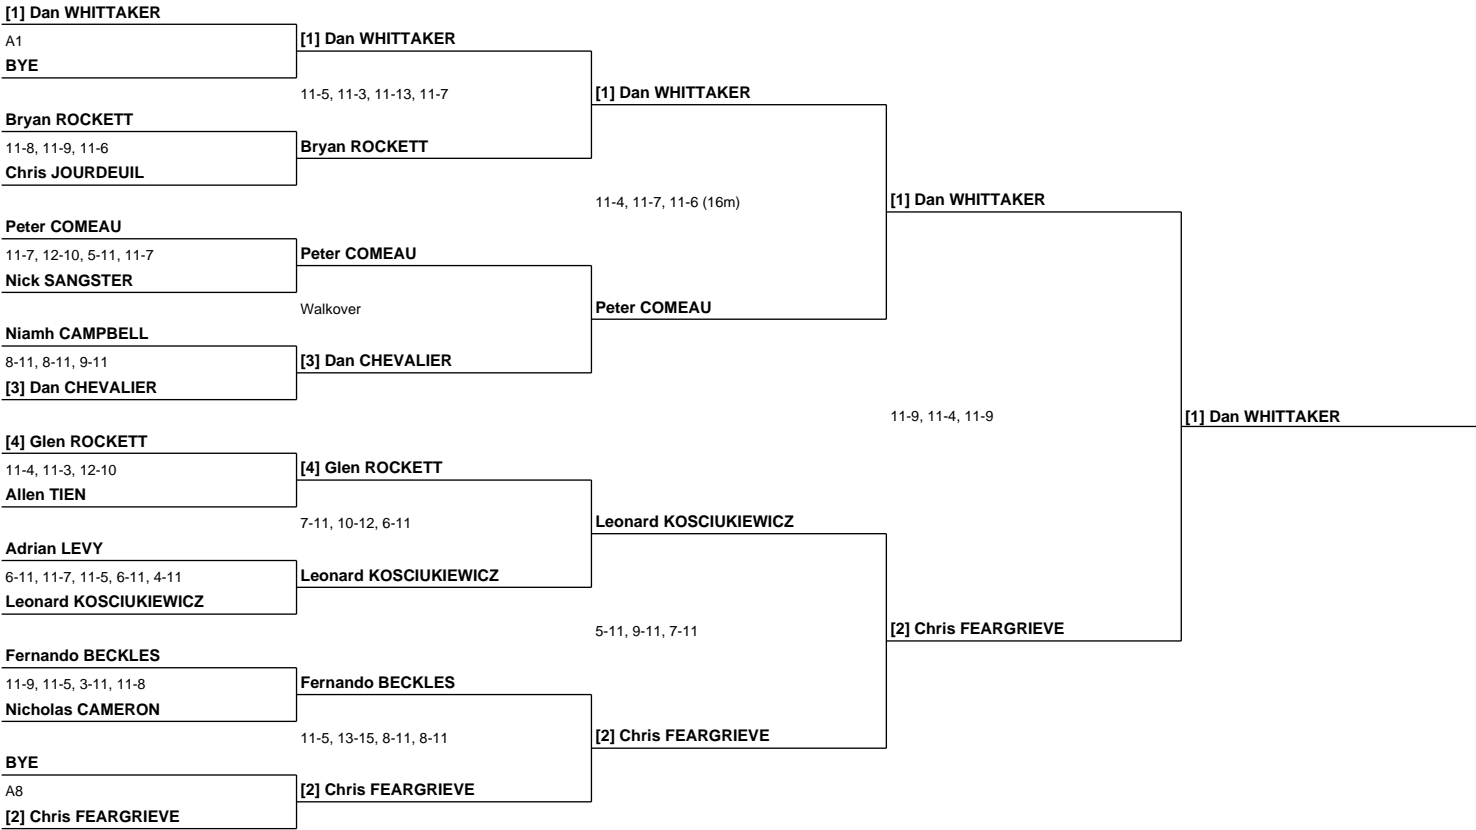 [1] Dan WHITTAKER
A1
BYE
[1] Dan WHITTAKER
11-5, 11-3, 11-13, 11-7
Bryan ROCKETT
11-8, 11-9, 11-6
Chris JOURDEUIL
Bryan ROCKETT
[1] Dan WHITTAKER
11-4, 11-7, 11-6 (16m)
Peter COMEAU
11-7, 12-10, 5-11, 11-7
Nick SANGSTER
Peter COMEAU
Walkover
Niamh CAMPBELL
8-11, 8-11, 9-11
[3] Dan CHEVALIER
[3] Dan CHEVALIER
Peter COMEAU
[1] Dan WHITTAKER
11-9, 11-4, 11-9
[1] Dan WHITTAKER
[4] Glen ROCKETT
11-4, 11-3, 12-10
Allen TIEN
[4] Glen ROCKETT
7-11, 10-12, 6-11
Adrian LEVY
6-11, 11-7, 11-5, 6-11, 4-11
Leonard KOSCIUKIEWICZ
Leonard KOSCIUKIEWICZ
Leonard KOSCIUKIEWICZ
5-11, 9-11, 7-11
[2] Chris FEARGRIEVE
Fernando BECKLES
11-9, 11-5, 3-11, 11-8
Nicholas CAMERON
Fernando BECKLES
11-5, 13-15, 8-11, 8-11
[2] Chris FEARGRIEVE
BYE
A8
[2] Chris FEARGRIEVE
[2] Chris FEARGRIEVE